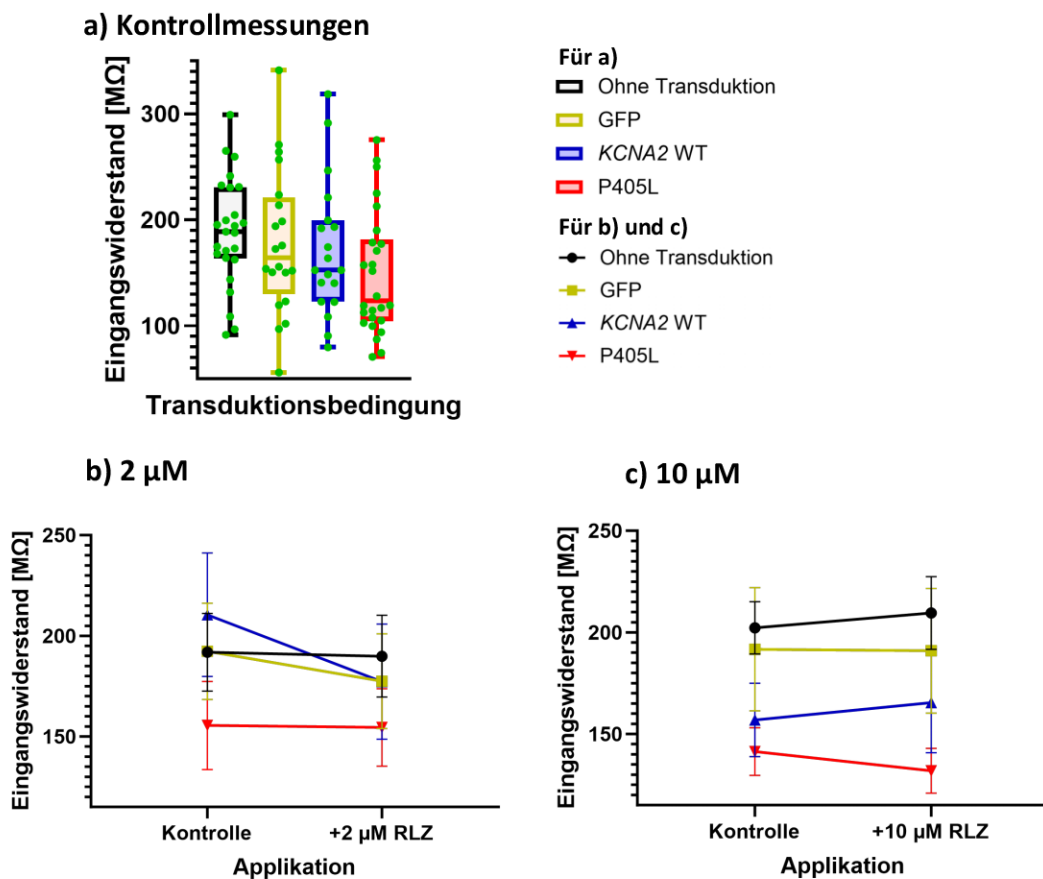 a) Kontrollmessungen
Eingangswiderstand [MΩ]
300
200
100
Transduktionsbedingung
Für a)
Ohne Transduktion
GFP
KCNA2 WT
P405L
Für b) und c)
Ohne Transduktion
GFP
KCNA2 WT
P405L
b) 2 µM
Eingangswiderstand [MΩ]
250
200
150
Kontrolle
+2 µM RLZ
Applikation
c) 10 µM
Eingangswiderstand [MΩ]
250
200
150
Kontrolle
+10 µM RLZ
Applikation